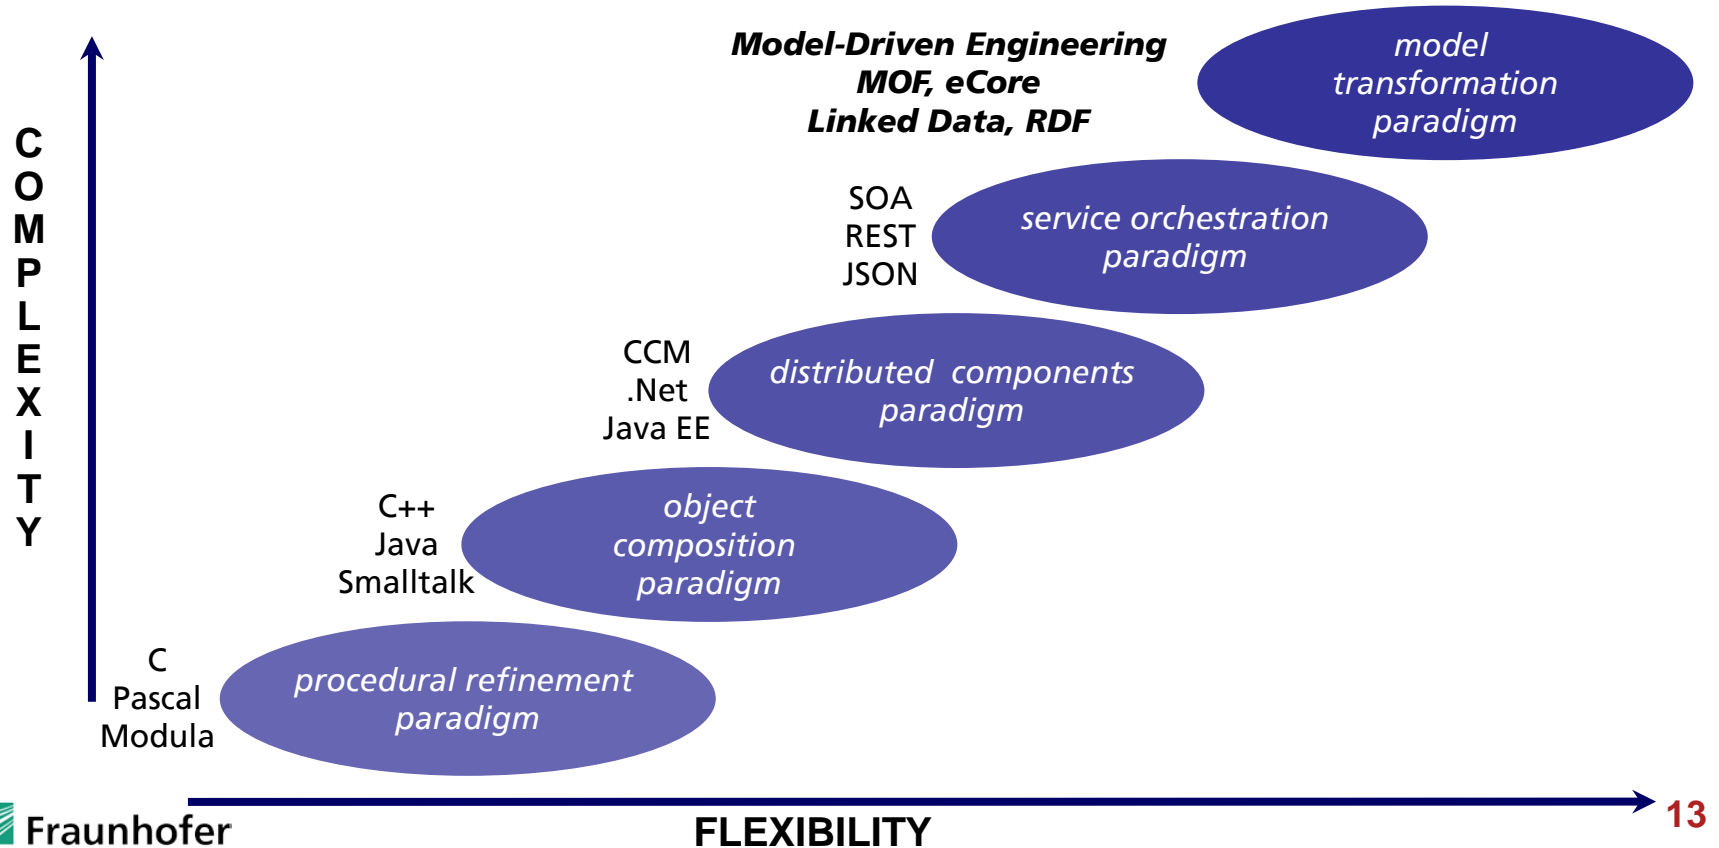 Model-Driven Engineering
MOF, eCore
Linked Data, RDF
model
transformation
paradigm
SOA
REST
JSON
service orchestration
paradigm
CCM
.Net
Java EE
distributed components
paradigm
C++
Java
Smalltalk
object
composition
paradigm
C
Pascal
Modula
procedural refinement
paradigm
COMPLEXITY
FLEXIBILITY
Fraunhofer
13